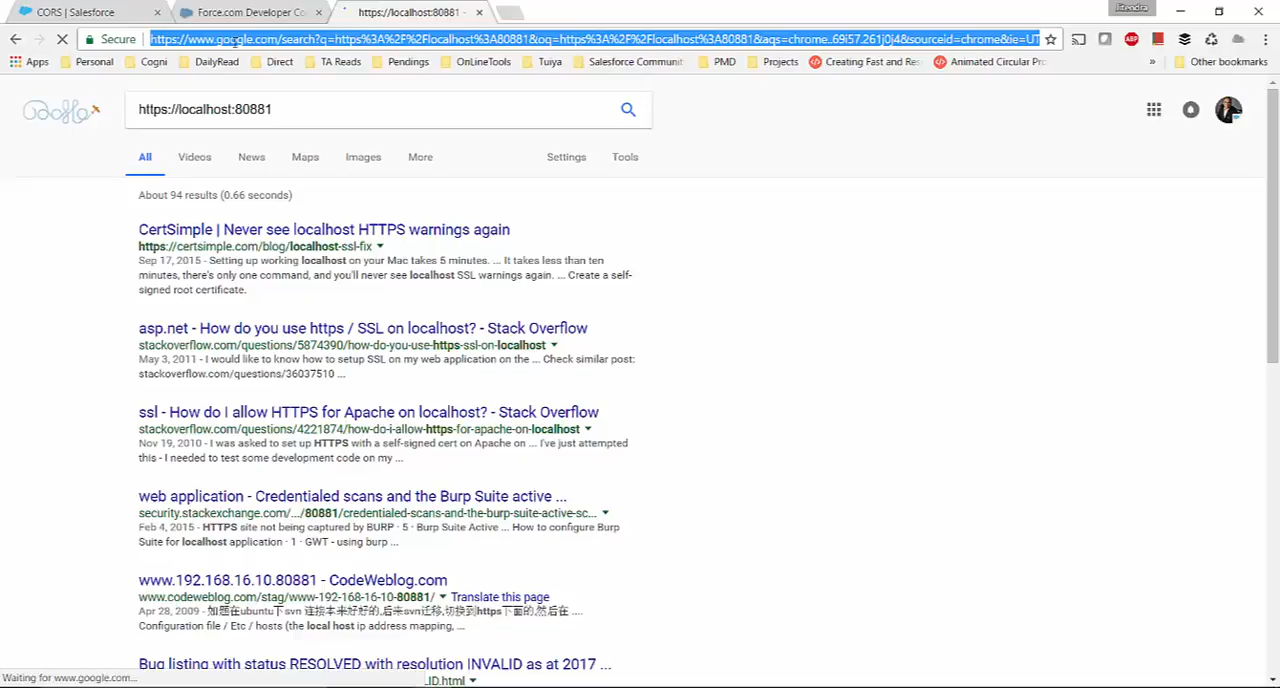 CORS | Salesforce
Force.com Developer Co
https://localhost:80881 -
Jitendra
Secure
https://www.google.com/search?q=https%3A%2F%2Flocalhost%3A80881&oq=https%3A%2F%2Flocalhost%3A80881&aqs=chrome..69i57.261j0j4&sourceid=chrome&ie=UT
ABP
Apps
Personal
Cogni
DailyRead
Direct
TA Reads
Pendings
OnLineTools
Tuiya
Salesforce Communit
PMD
Projects
Creating Fast and Res
Animated Circular Pro
»
Other bookmarks
https://localhost:80881
All
Videos
News
Maps
Images
More
Settings
Tools
About 94 results (0.66 seconds)
CertSimple | Never see localhost HTTPS warnings again
https://certsimple.com/blog/localhost-ssl-fix
Sep 17, 2015 - Setting up working localhost on your Mac takes 5 minutes. ... It takes less than ten
minutes, there's only one command, and you'll never see localhost SSL warnings again. ... Create a self-
signed root certificate.
asp.net - How do you use https / SSL on localhost? - Stack Overflow
stackoverflow.com/questions/5874390/how-do-you-use-https-ssl-on-localhost
May 3, 2011 - I would like to know how to setup SSL on my web application on the ... Check similar post:
stackoverflow.com/questions/36037510 ...
ssl - How do I allow HTTPS for Apache on localhost? - Stack Overflow
stackoverflow.com/questions/4221874/how-do-i-allow-https-for-apache-on-localhost
Nov 19, 2010 - I was asked to set up HTTPS with a self-signed cert on Apache on ... I've just attempted
this - I needed to test some development code on my ...
web application - Credentialed scans and the Burp Suite active ...
security.stackexchange.com/.../80881/credentialed-scans-and-the-burp-suite-active-sc...
Feb 4, 2015 - HTTPS site not being captured by BURP · 5 · Burp Suite Active ... How to configure Burp
Suite for localhost application · 1 · GWT - using burp ...
www.192.168.16.10.80881 - CodeWeblog.com
www.codeweblog.com/stag/www-192-168-16-10-80881/
Translate this page
Apr 28, 2009 - 如题在ubuntu下svn 连接本来好好的,后来svn迁移,切换到https下面的,然后在 ....
Configuration file / Etc / hosts (the local host ip address mapping, ...
Bug listing with status RESOLVED with resolution INVALID as at 2017 ...
Waiting for www.google.com...
LID.html